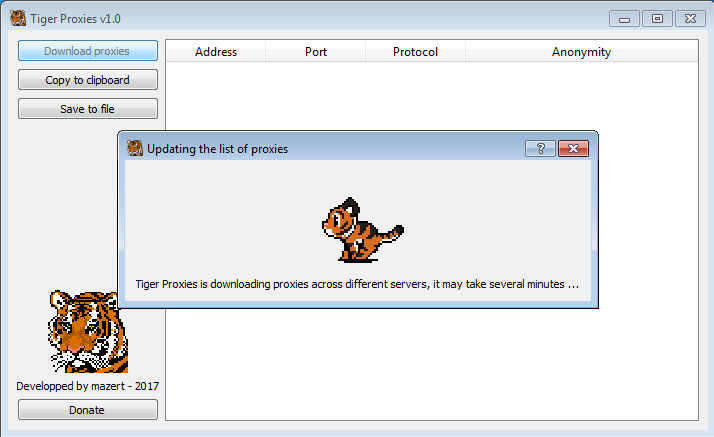 Tiger Proxies v1.0
Download proxies
Copy to clipboard
Save to file
Address Port Protocol Anonymity
Updating the list of proxies
?
Tiger Proxies is downloading proxies across different servers, it may take several minutes ...
Developped by mazert - 2017
Donate